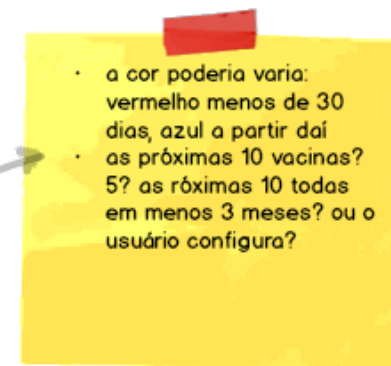 · a cor poderia varia:
vermelho menos de 30
dias, azul a partir daí
· as próximas 10 vacinas?
5? as róximas 10 todas
em menos 3 meses? ou o
usuário configura?